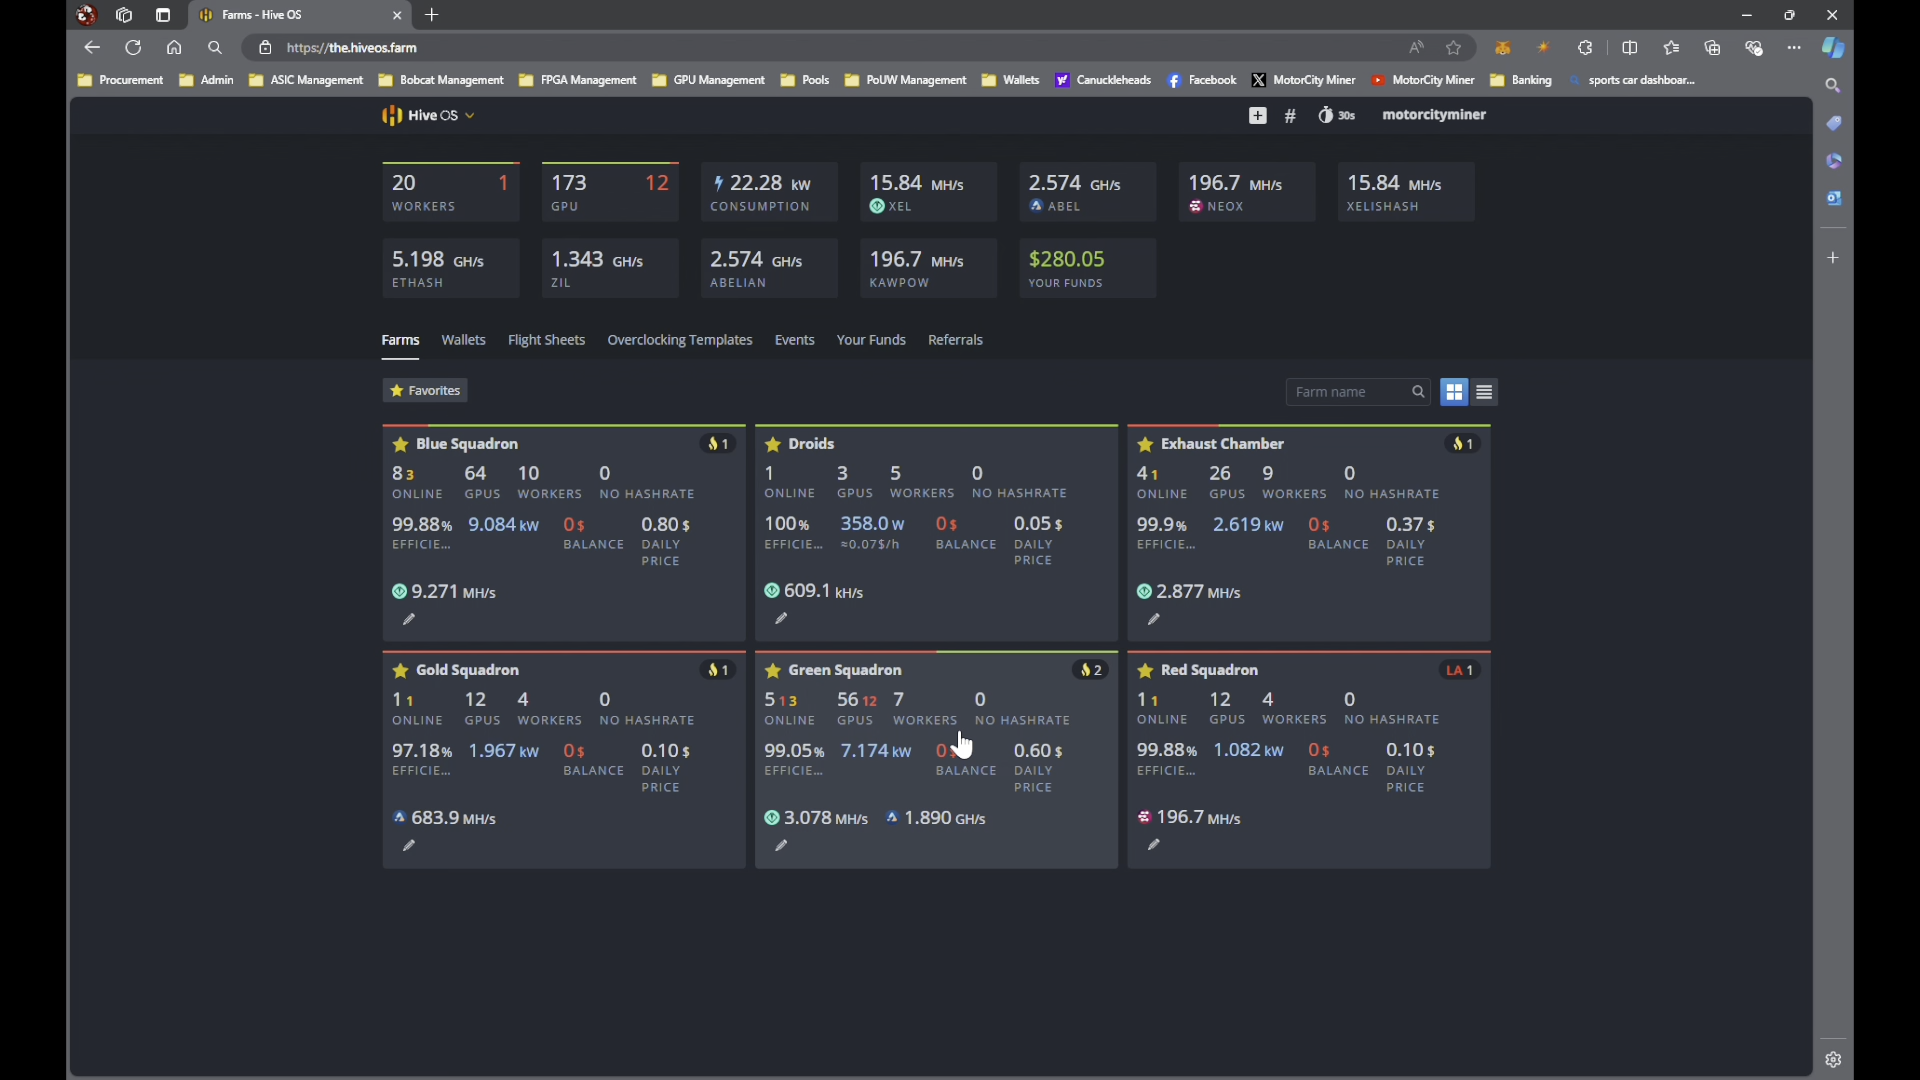 Farms - Hive OS
https://the.hiveos.farm
Procurement Admin ASIC Management Bobcat Management FPGA Management GPU Management Pools PoUW Management Wallets Canuckleheads Facebook MotorCity Miner MotorCity Miner Banking sports car dashboar...
Hive OS # 30s motorcityminer
20 1 173 12 22.28 kW 15.84 MH/s 2.574 GH/s 196.7 MH/s 15.84 MH/s
WORKERS GPU CONSUMPTION XEL ABEL NEOX XELISHASH
5.198 GH/s 1.343 GH/s 2.574 GH/s 196.7 MH/s $280.05
ETHASH ZIL ABELIAN KAWPOW YOUR FUNDS
Farms Wallets Flight Sheets Overclocking Templates Events Your Funds Referrals
Favorites Farm name
Blue Squadron 1
8 3 64 10 0
ONLINE GPUS WORKERS NO HASHRATE
99.88% 9.084 kW 0$ 0.80 $
EFFICIE... BALANCE DAILY
PRICE
9.271 MH/s
Droids
1 3 5 0
ONLINE GPUS WORKERS NO HASHRATE
100% 358.0 W 0$ 0.05 $
EFFICIE... ≈0.07$/h BALANCE DAILY
PRICE
609.1 kH/s
Exhaust Chamber 1
4 1 26 9 0
ONLINE GPUS WORKERS NO HASHRATE
99.9% 2.619 kW 0$ 0.37 $
EFFICIE... BALANCE DAILY
PRICE
2.877 MH/s
Gold Squadron 1
1 1 12 4 0
ONLINE GPUS WORKERS NO HASHRATE
97.18% 1.967 kW 0$ 0.10 $
EFFICIE... BALANCE DAILY
PRICE
683.9 MH/s
Green Squadron 2
5 1 3 56 12 7 0
ONLINE GPUS WORKERS NO HASHRATE
99.05% 7.174 kW 0$ 0.60 $
EFFICIE... BALANCE DAILY
PRICE
3.078 MH/s 1.890 GH/s
Red Squadron LA 1
1 1 12 4 0
ONLINE GPUS WORKERS NO HASHRATE
99.88% 1.082 kW 0$ 0.10 $
EFFICIE... BALANCE DAILY
PRICE
196.7 MH/s